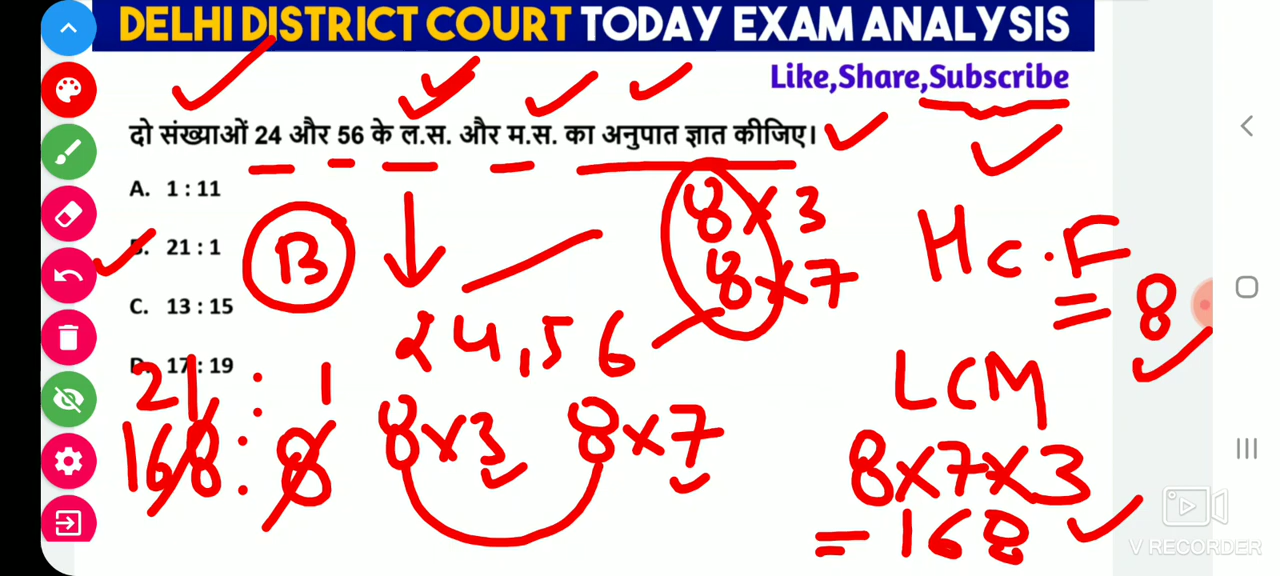 DELHI DISTRICT COURT TODAY EXAM ANALYSIS
Like,Share,Subscribe
दो संख्याओं 24 और 56 के ल.स. और म.स. का अनुपात ज्ञात कीजिए।
A. 1 : 11
B. 21 : 1
C. 13 : 15
D. 17 : 19
B
8×3
8×7
HC.F
= 8
24,56
21 : 1
168 : 8
8×3 8×7
LCM
8×7×3
= 168
V RECORDER